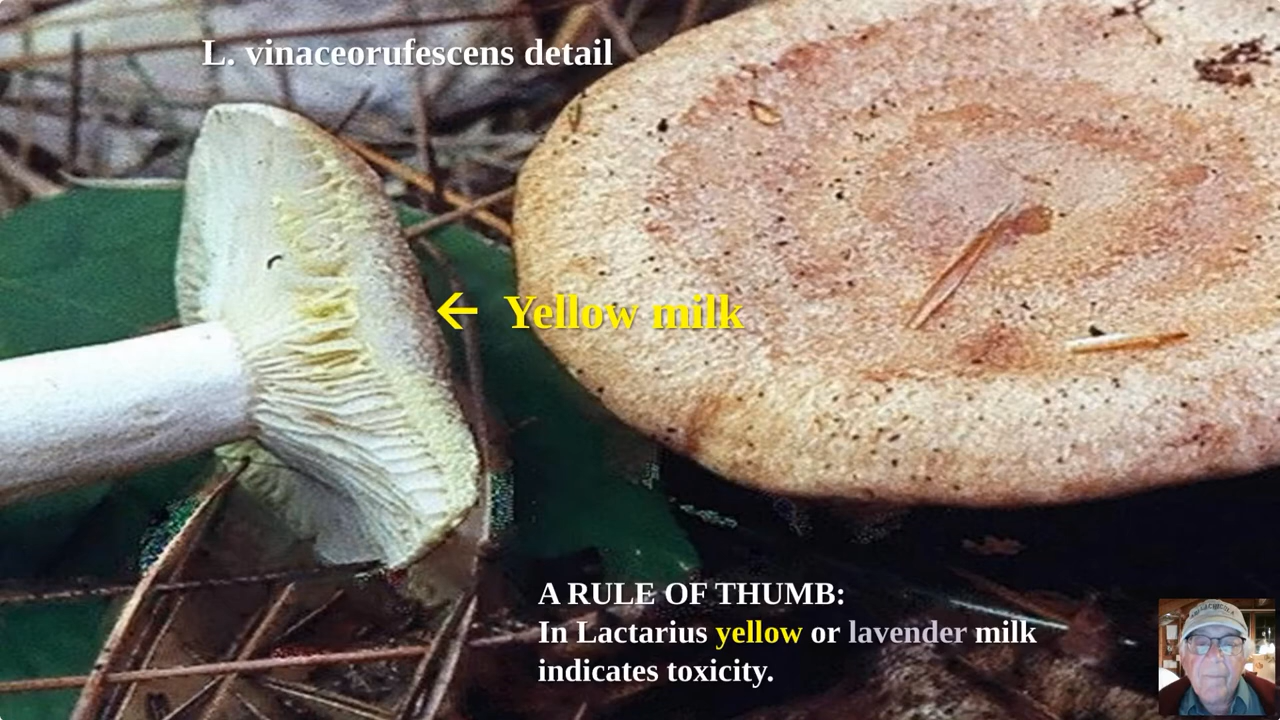 L. vinaceorufescens detail
← Yellow milk
A RULE OF THUMB:
In Lactarius yellow or lavender milk
indicates toxicity.